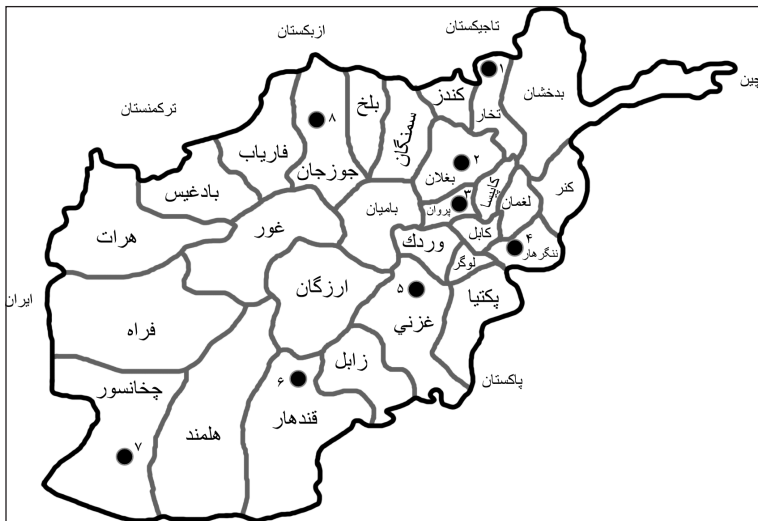 ازبکستان
تاجیکستان
چین
ترکمنستان
۱
بدخشان
کندز
تخار
بلخ
سمنگان
۸
جوزجان
فاریاب
بادغیس
۲
بغلان
کاپیسا
۳
پروان
لغمان
کنر
بامیان
غور
هرات
کابل
۴
ننگرهار
وردك
لوگر
ایران
ارزگان
۵
غزني
پکتیا
فراه
زابل
پاکستان
۶
قندهار
چخانسور
هلمند
۷